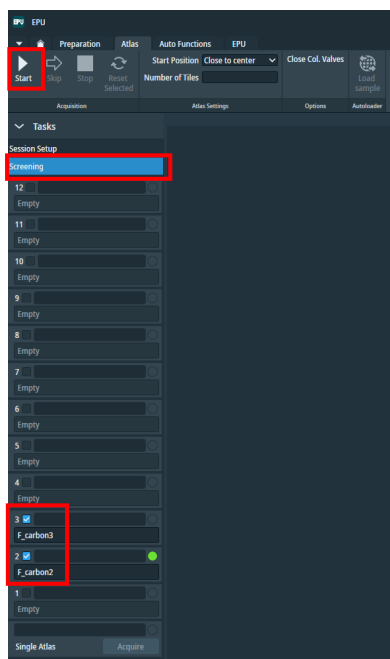 EPU EPU
Preparation Atlas Auto Functions EPU
Start Skip Stop Reset Selected
Start Position Close to center
Number of Tiles
Close Col. Valves
Load sample
Acquisition Atlas Settings Options Autoloader
Tasks
Session Setup
Screening
12
Empty
11
Empty
10
Empty
9
Empty
8
Empty
7
Empty
6
Empty
5
Empty
4
Empty
3
F_carbon3
2
F_carbon2
1
Empty
Single Atlas Acquire